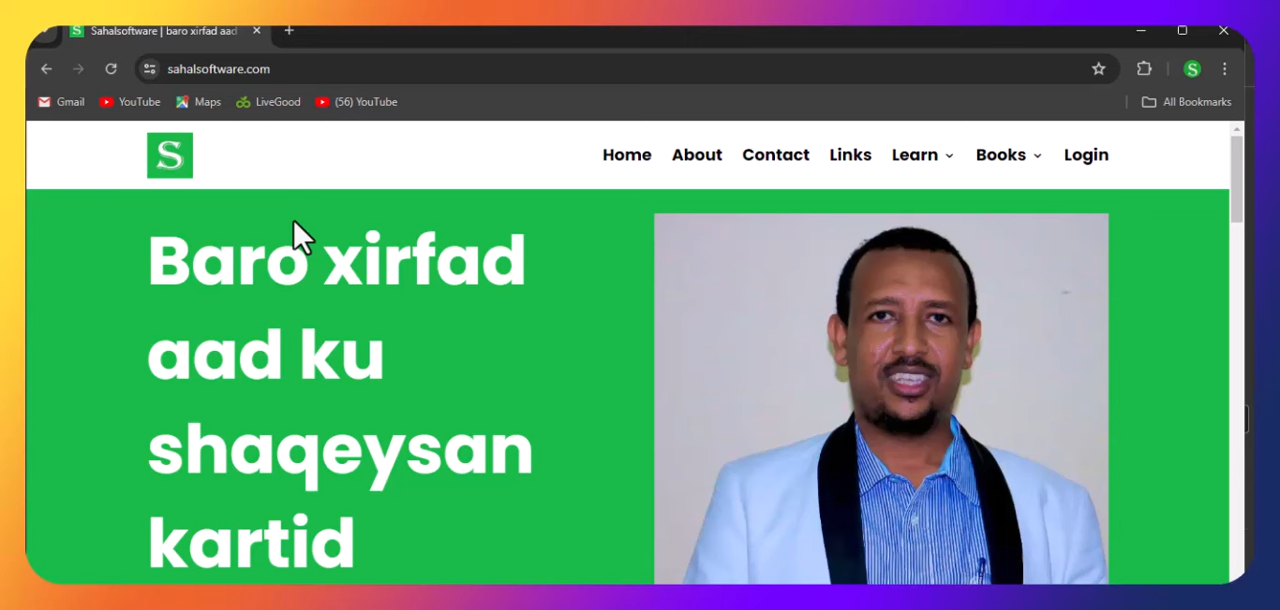 Sahalsoftware | baro xirfad aad
sahalsoftware.com
Gmail YouTube Maps LiveGood (56) YouTube All Bookmarks
S Home About Contact Links Learn Books Login
Baro xirfad
aad ku
shaqeysan
kartid